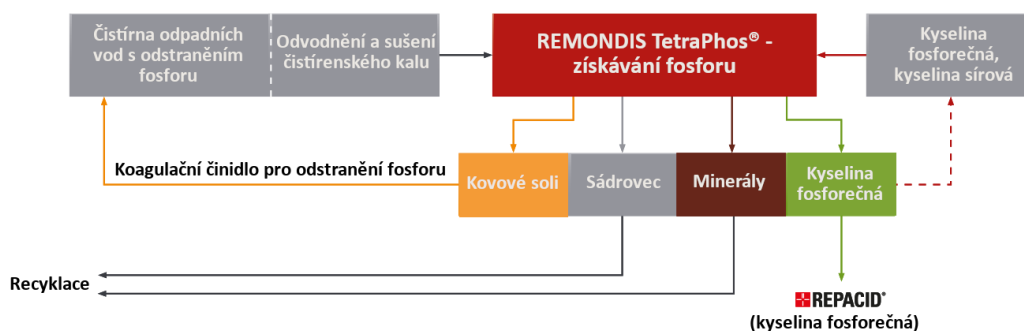 Čistírna odpadních
vod s odstraněním
fosforu
Odvodnění a sušení
čistírenského kalu
REMONDIS TetraPhos® -
získávání fosforu
Kyselina
fosforečná,
kyselina sírová
Koagulační činidlo pro odstranění fosforu
Kovové soli
Sádrovec
Minerály
Kyselina
fosforečná
Recyklace
REPACID®
(kyselina fosforečná)